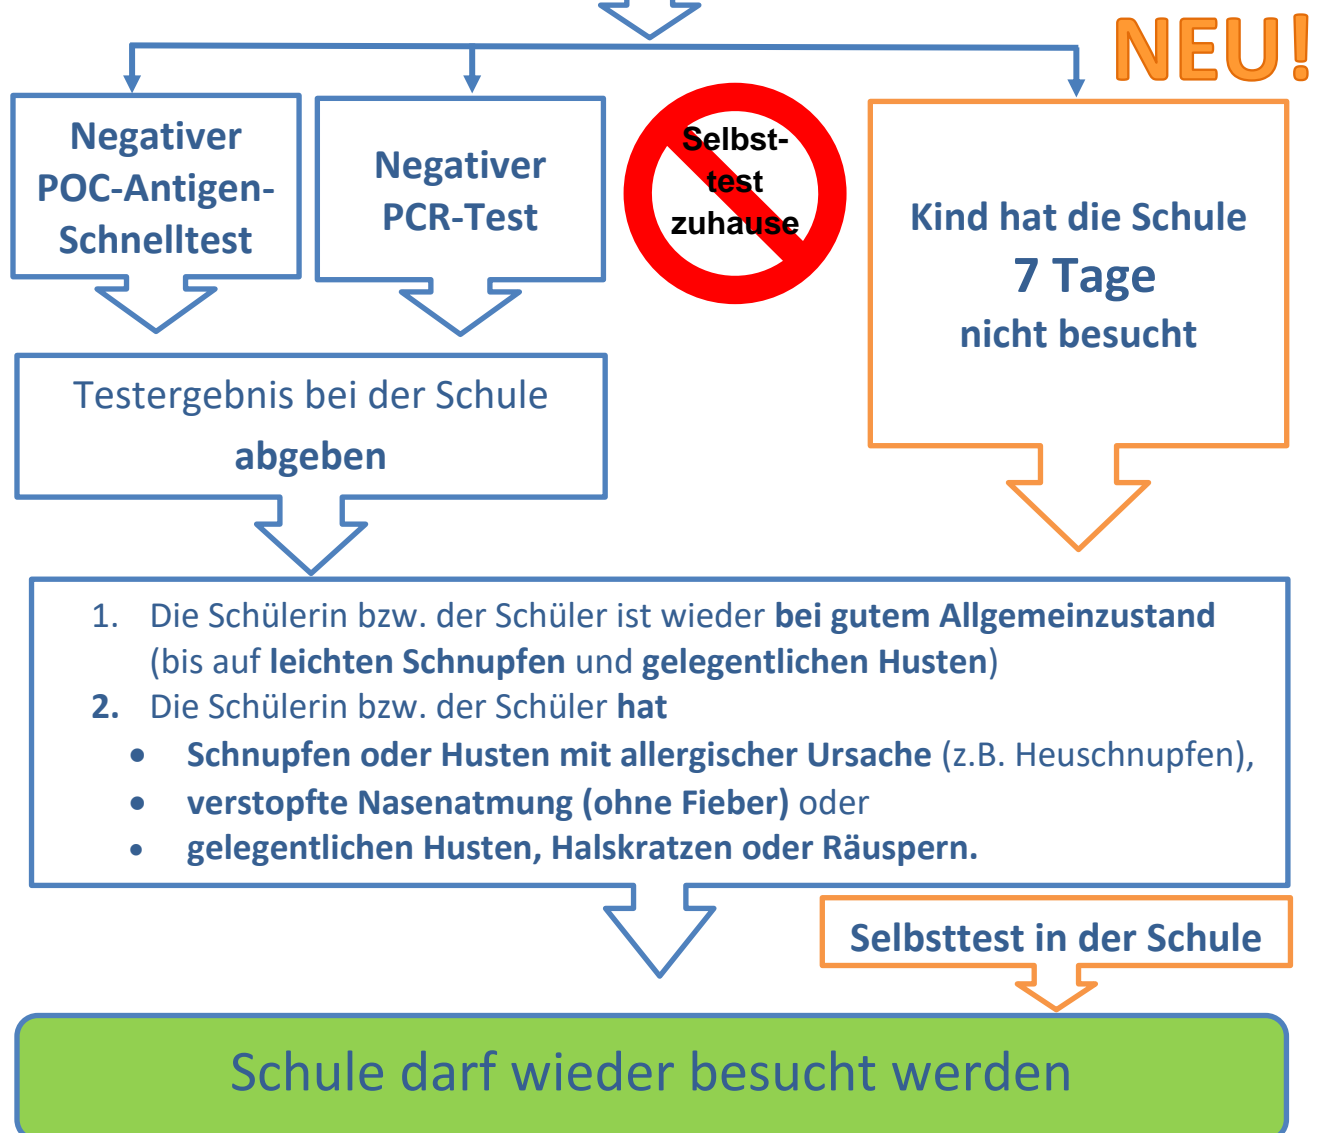 NEU!
Negativer
POC-Antigen-
Schnelltest
Negativer
PCR-Test
Selbst-
test
zuhause
Kind hat die Schule
7 Tage
nicht besucht
Testergebnis bei der Schule
abgeben
1. Die Schülerin bzw. der Schüler ist wieder bei gutem Allgemeinzustand
(bis auf leichten Schnupfen und gelegentlichen Husten)
2. Die Schülerin bzw. der Schüler hat
• Schnupfen oder Husten mit allergischer Ursache (z.B. Heuschnupfen),
• verstopfte Nasenatmung (ohne Fieber) oder
• gelegentlichen Husten, Halskratzen oder Räuspern.
Selbsttest in der Schule
Schule darf wieder besucht werden